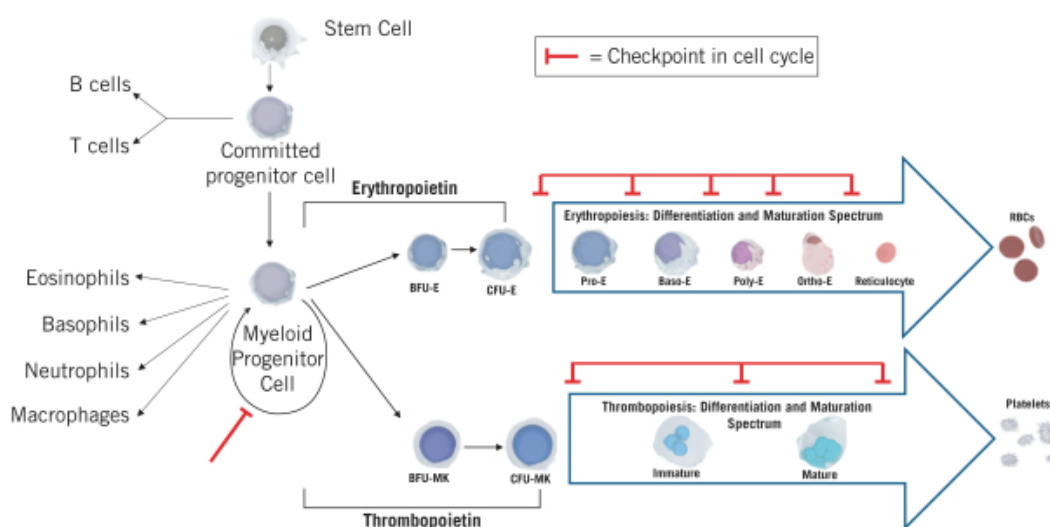 Stem Cell
= Checkpoint in cell cycle
B cells
T cells
Committed
progenitor cell
Erythropoietin
Erythropoiesis: Differentiation and Maturation Spectrum
RBCs
Pro-E
Baso-E
Poly-E
Ortho-E
Reticulocyte
BFU-E
CFU-E
Eosinophils
Basophils
Neutrophils
Macrophages
Myeloid
Progenitor
Cell
Thrombopoiesis: Differentiation and Maturation
Spectrum
Platelets
Immature
Mature
BFU-MK
CFU-MK
Thrombopoietin